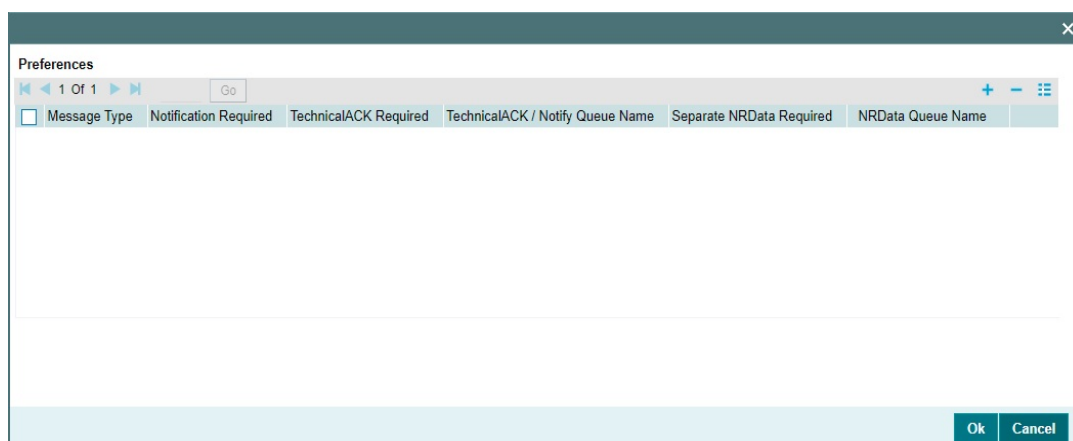 Preferences
1 Of 1 Go
Message Type Notification Required TechnicalACK Required TechnicalACK / Notify Queue Name Separate NRData Required NRData Queue Name
Ok Cancel